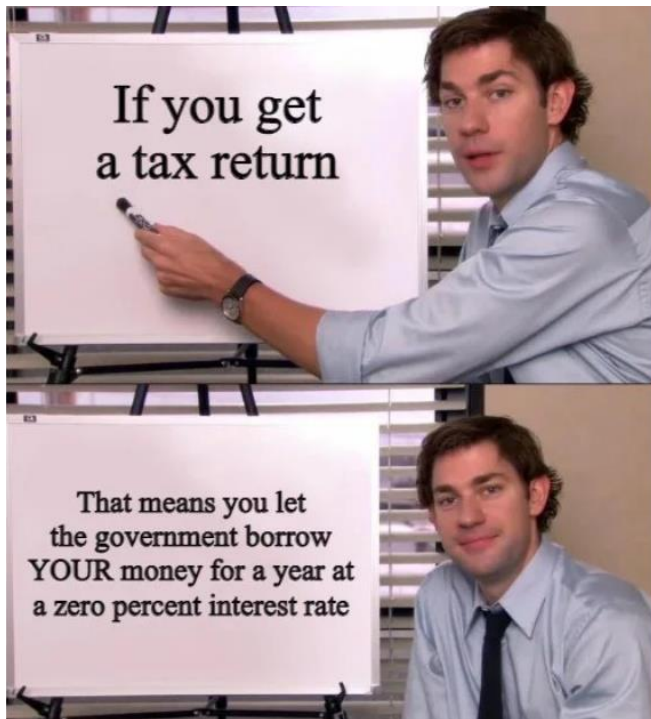 If you get
a tax return
That means you let
the government borrow
YOUR money for a year at
a zero percent interest rate